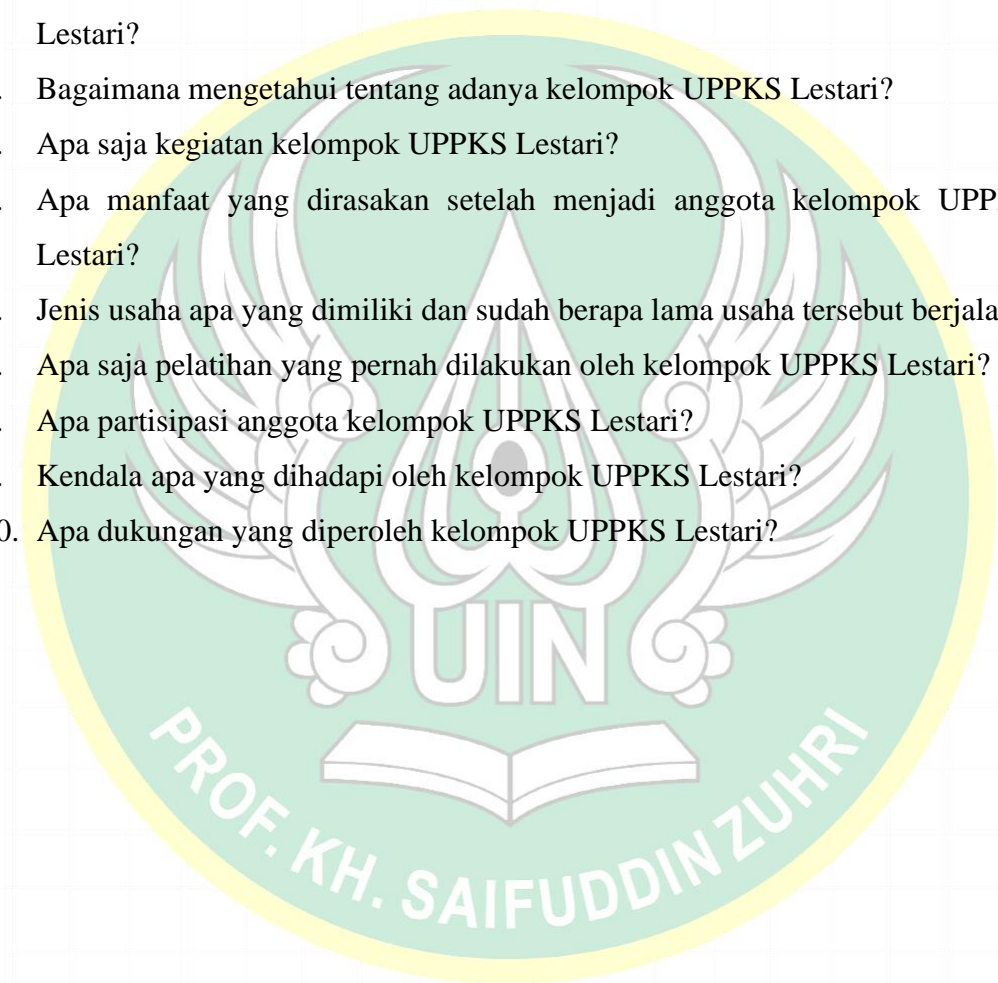 Lestari?
. Bagaimana mengetahui tentang adanya kelompok UPPKS Lestari?
. Apa saja kegiatan kelompok UPPKS Lestari?
. Apa manfaat yang dirasakan setelah menjadi anggota kelompok UPP
Lestari?
. Jenis usaha apa yang dimiliki dan sudah berapa lama usaha tersebut berjala
. Apa saja pelatihan yang pernah dilakukan oleh kelompok UPPKS Lestari?
. Apa partisipasi anggota kelompok UPPKS Lestari?
. Kendala apa yang dihadapi oleh kelompok UPPKS Lestari?
0. Apa dukungan yang diperoleh kelompok UPPKS Lestari?
UIN
PROF. KH. SAIFUDDIN ZUHRI